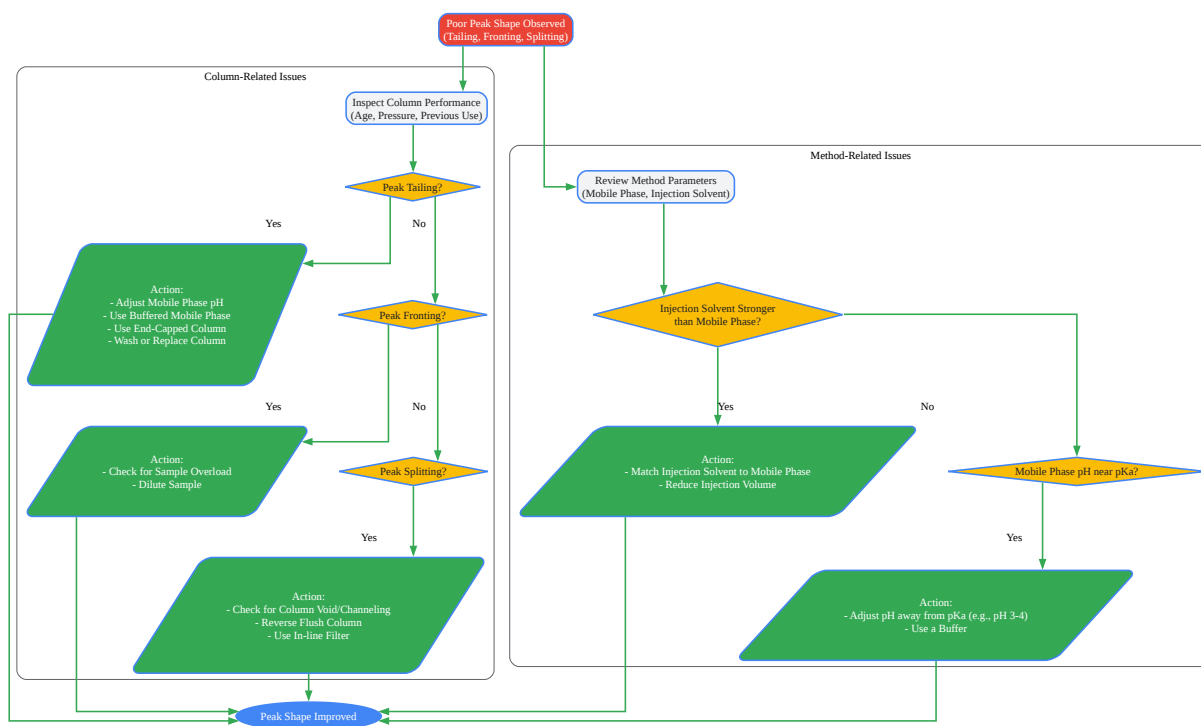 Poor Peak Shape Observed
(Tailing, Fronting, Splitting)
Column-Related Issues
Inspect Column Performance
(Age, Pressure, Previous Use)
Peak Tailing?
Yes
No
Action:
- Adjust Mobile Phase pH
- Use Buffered Mobile Phase
- Use End-Capped Column
- Wash or Replace Column
Peak Fronting?
Yes
No
Action:
- Check for Sample Overload
- Dilute Sample
Peak Splitting?
Yes
Action:
- Check for Column Void/Channeling
- Reverse Flush Column
- Use In-line Filter
Method-Related Issues
Review Method Parameters
(Mobile Phase, Injection Solvent)
Injection Solvent Stronger
than Mobile Phase?
Yes
No
Action:
- Match Injection Solvent to Mobile Phase
- Reduce Injection Volume
Mobile Phase pH near pKa?
Yes
Action:
- Adjust pH away from pKa (e.g., pH 3-4)
- Use a Buffer
Peak Shape Improved